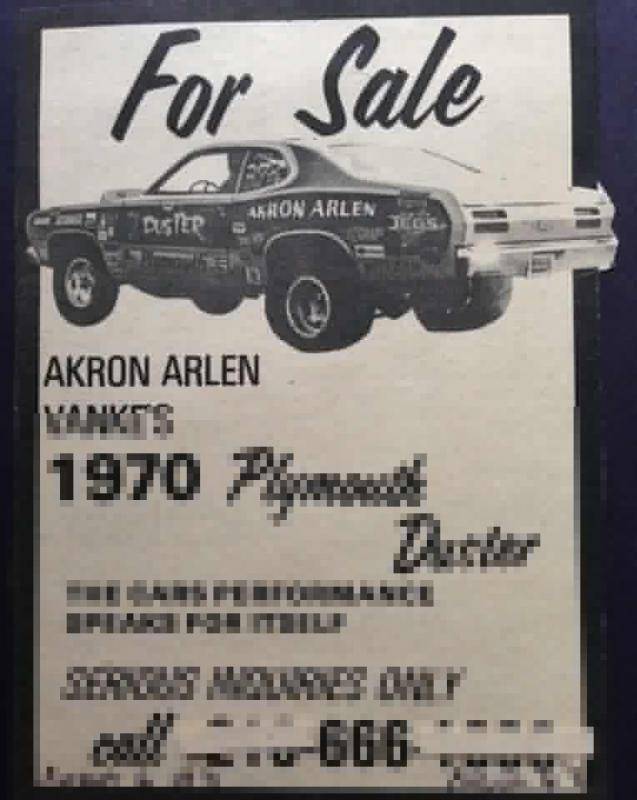 For Sale
DUSTER AKRON ARLEN JEGS
AKRON ARLEN
VANKE'S
1970 Plymouth
Duster
THE CARS PERFORMANCE
SPEAKS FOR ITSELF
SERIOUS INQUIRIES ONLY
call 666